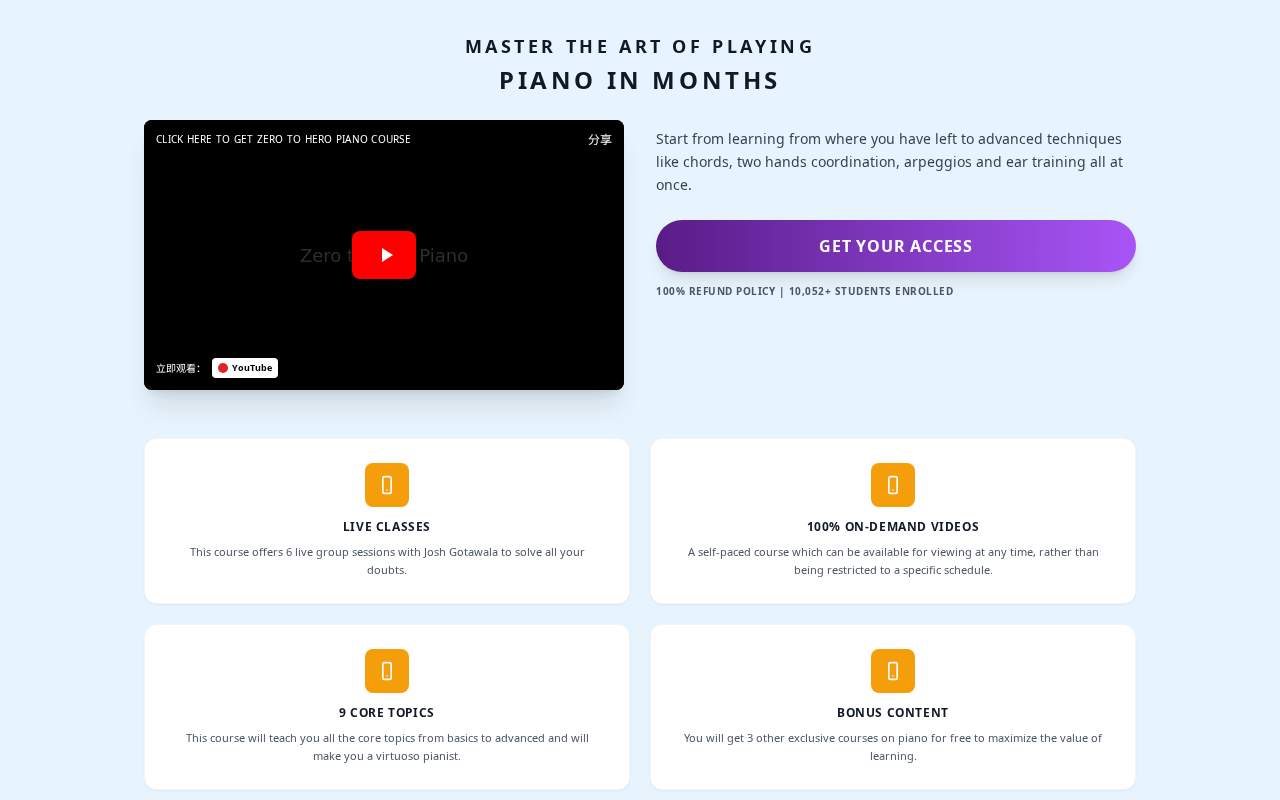 MASTER THE ART OF PLAYING
PIANO IN MONTHS
CLICK HERE TO GET ZERO TO HERO PIANO COURSE
分享
Zero t Piano
立即观看：
YouTube
Start from learning from where you have left to advanced techniques
like chords, two hands coordination, arpeggios and ear training all at
once.
GET YOUR ACCESS
100% REFUND POLICY | 10,052+ STUDENTS ENROLLED
LIVE CLASSES
This course offers 6 live group sessions with Josh Gotawala to solve all your
doubts.
100% ON-DEMAND VIDEOS
A self-paced course which can be available for viewing at any time, rather than
being restricted to a specific schedule.
9 CORE TOPICS
This course will teach you all the core topics from basics to advanced and will
make you a virtuoso pianist.
BONUS CONTENT
You will get 3 other exclusive courses on piano for free to maximize the value of
learning.